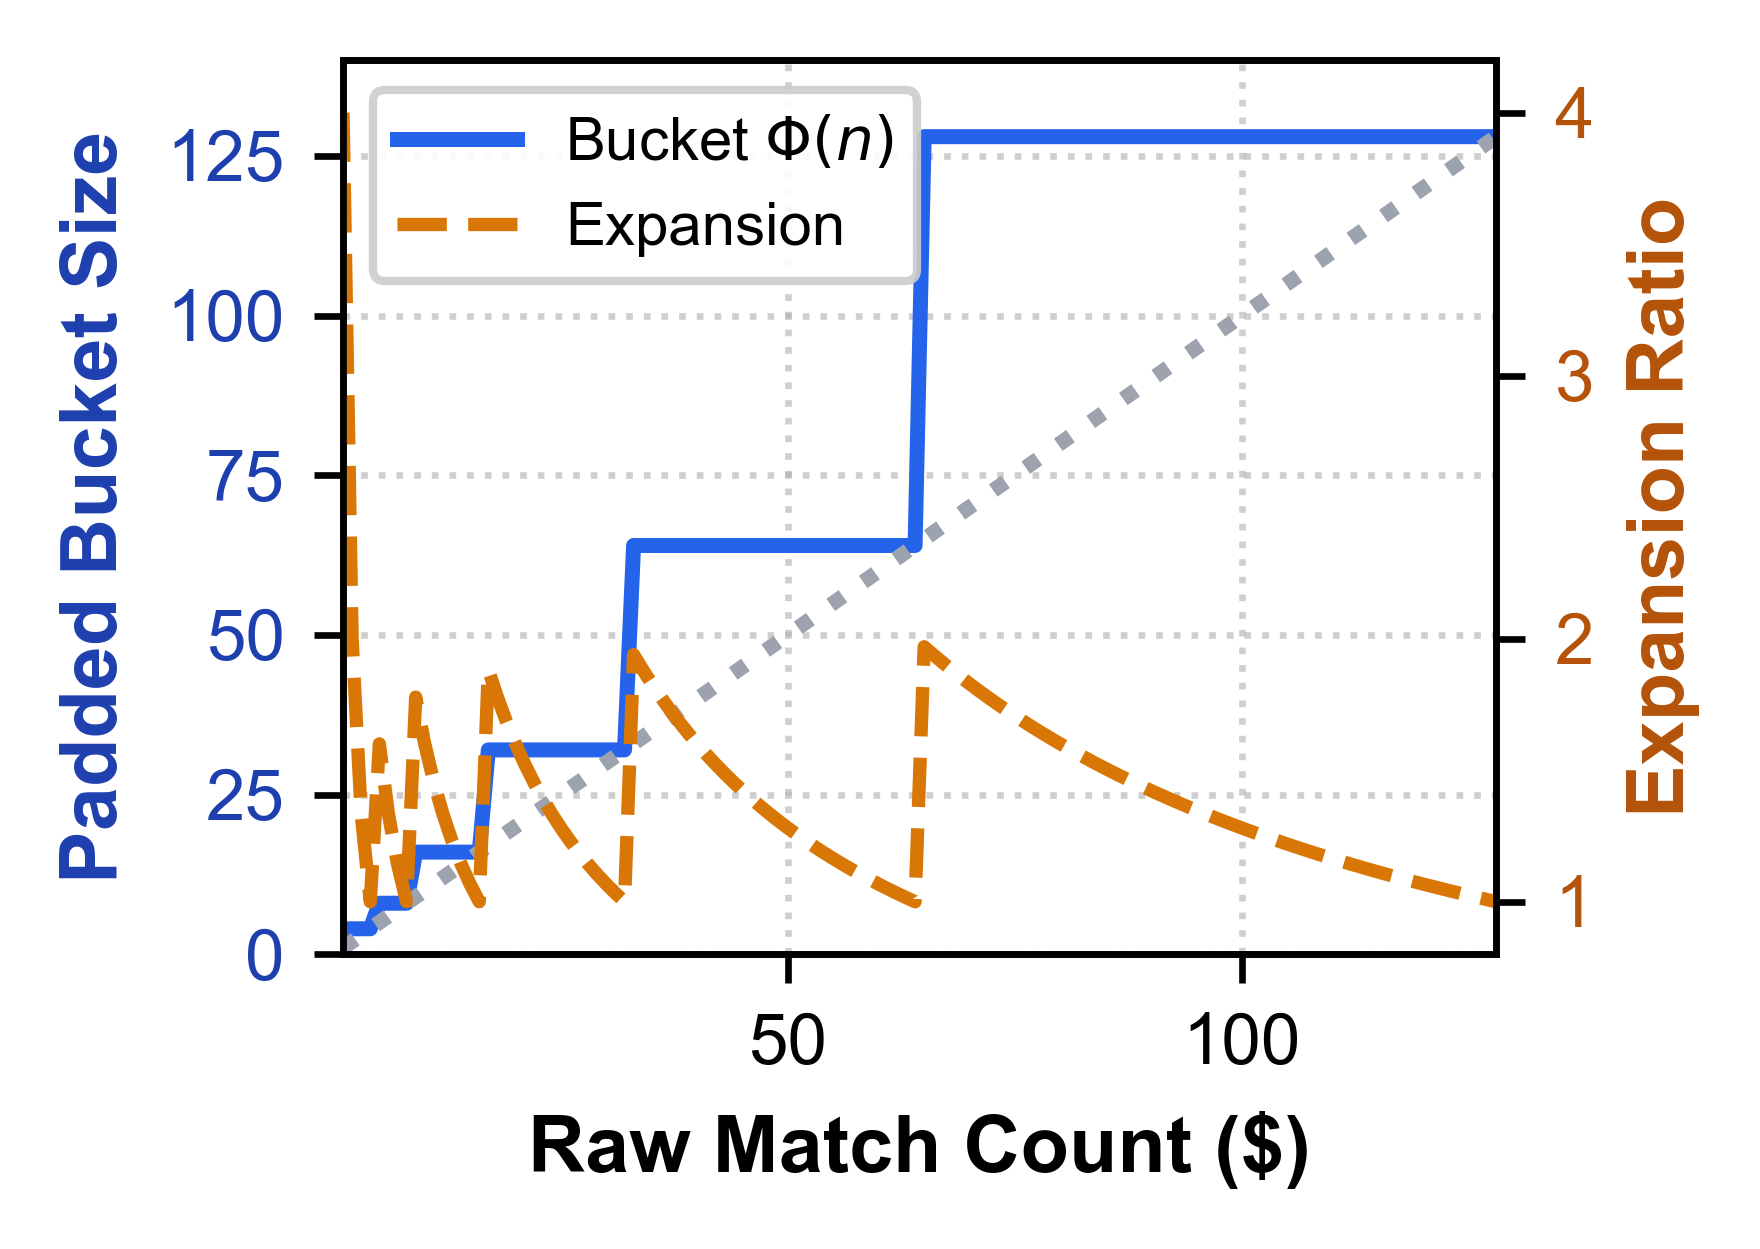 Bucket Φ(n)
Expansion
Padded Bucket Size
125
100
75
50
25
0
4
3
2
1
Expansion Ratio
50
100
Raw Match Count ($)